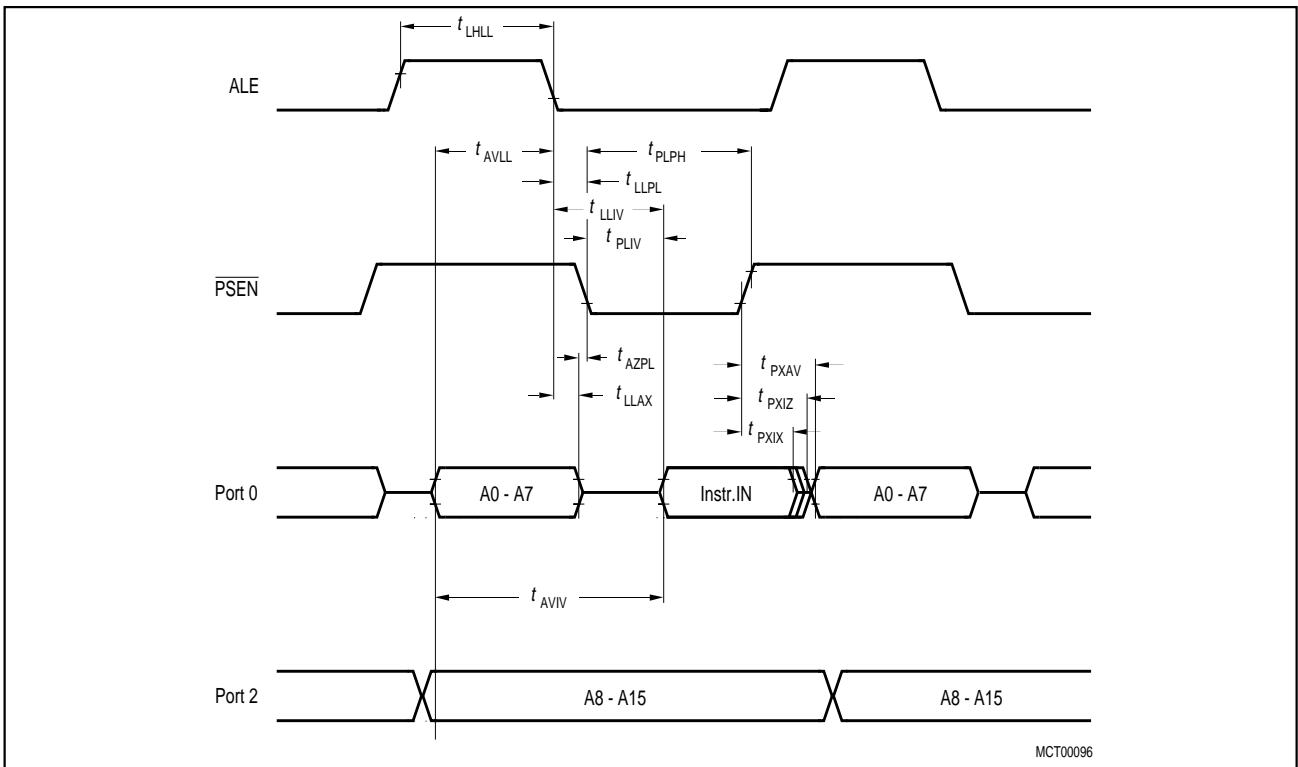 t LHLL
ALE
t AVLL
t PLPH
t LLPL
t LLIV
t PLIV
PSEN
t AZPL
t PXAV
t LLAX
t PXIZ
t PXIX
Port 0
A0 - A7
Instr.IN
A0 - A7
t AVIV
Port 2
A8 - A15
A8 - A15
MCT00096